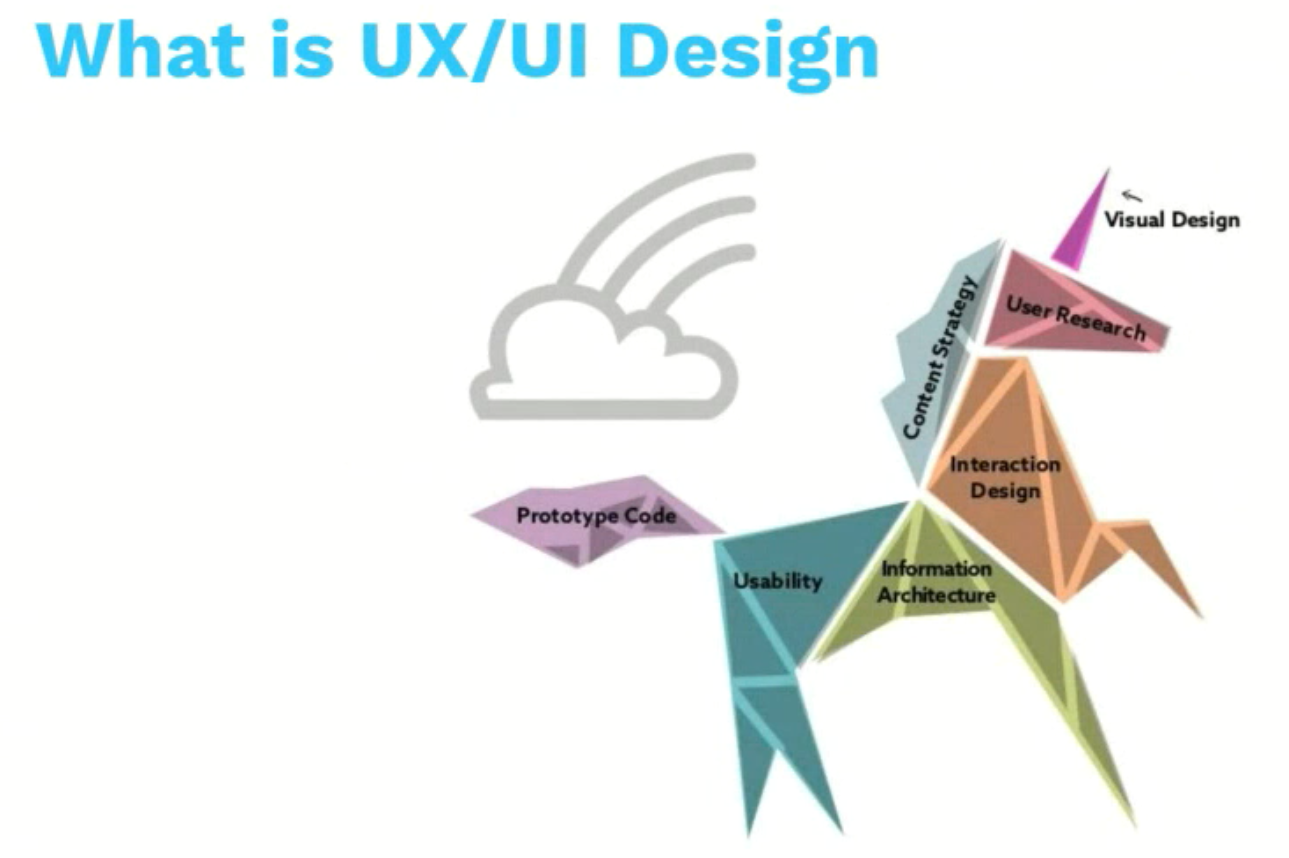 What is UX/UI Design
Visual Design
User Research
Content Strategy
Interaction
Design
Prototype Code
Usability
Information
Architecture